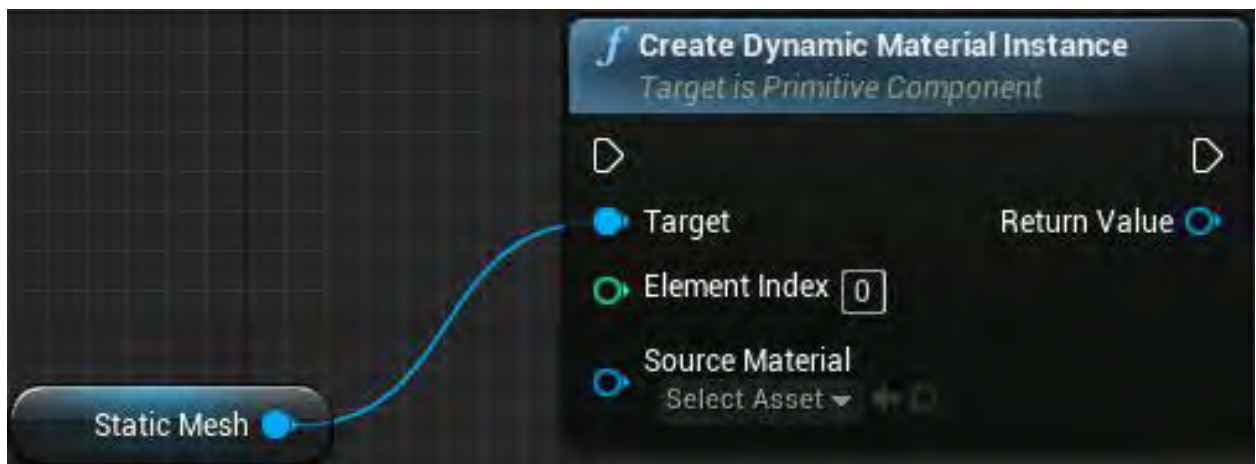 Create Dynamic Material Instance
Target is Primitive Component
Target
Return Value
Element Index 0
Source Material
Select Asset
Static Mesh